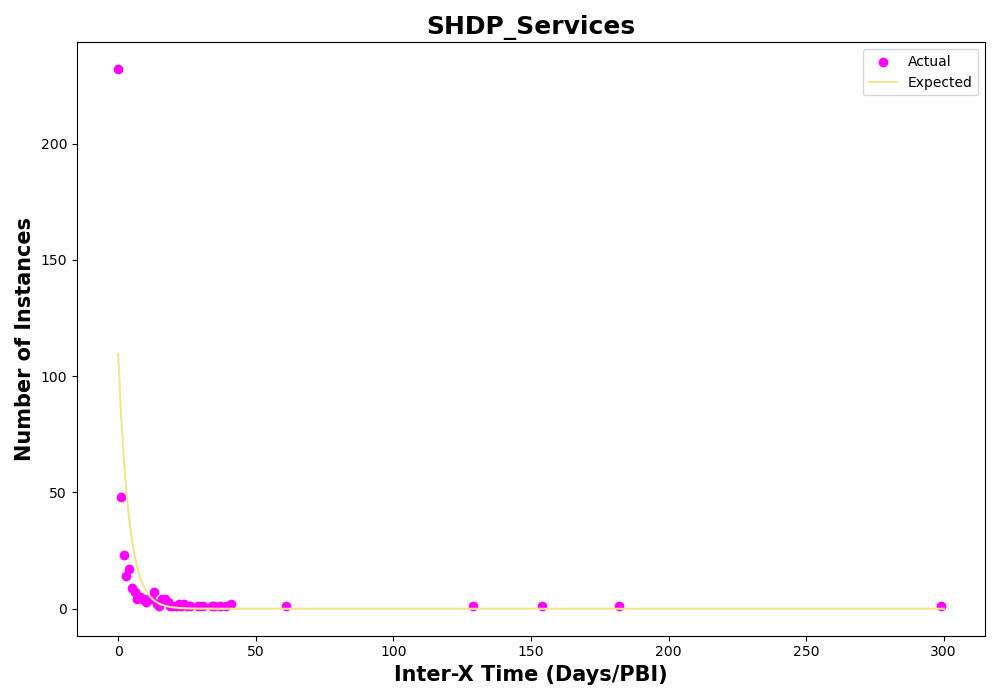 SHDP_Services
Actual
Expected
Number of Instances
200
150
100
50
0
0 50 100 150 200 250 300
Inter-X Time (Days/PBI)